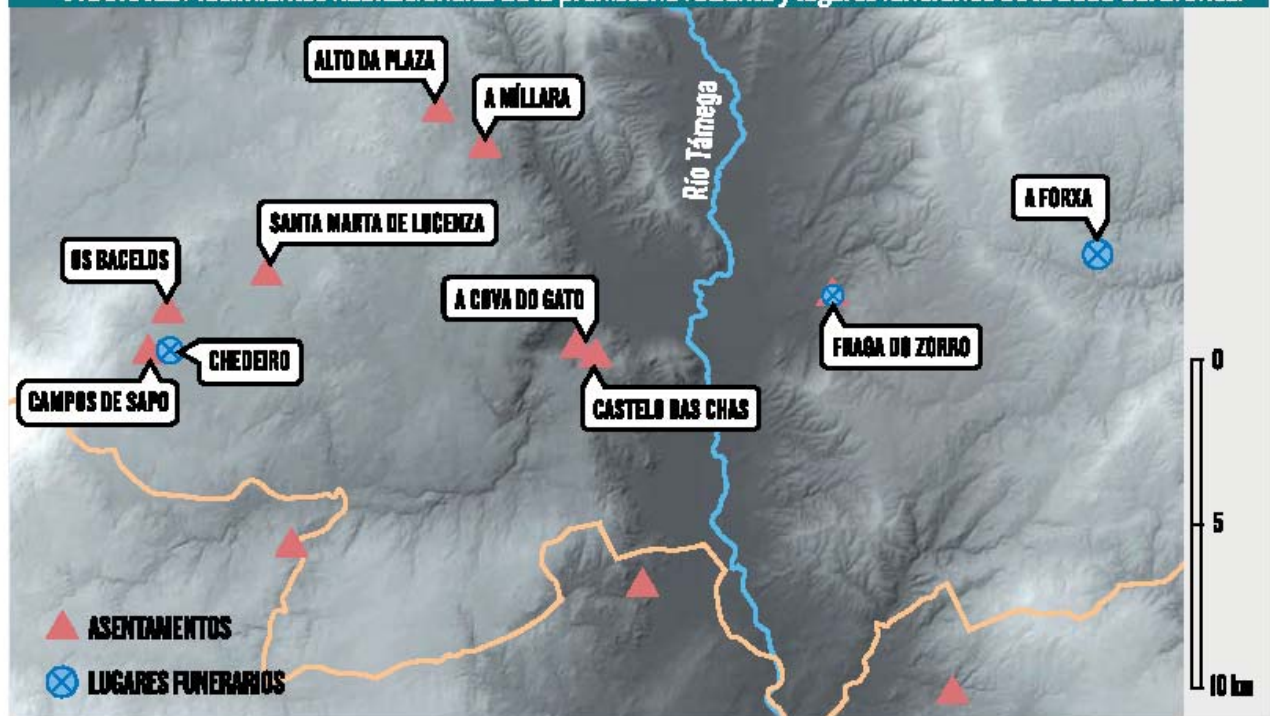 ALTO DA PLAZA
A MÍLLARA
Río Támega
A FORXA
SANTA MARTA DE LUCENZA
OS BACELOS
A COVA DO GATO
FRAGA DO ZORRO
CHEDEIRO
CAMPOS DE SAPO
CASTELO DAS CHAS
0
5
10 km
ASENTAMENTOS
LUGARES FUNERARIOS